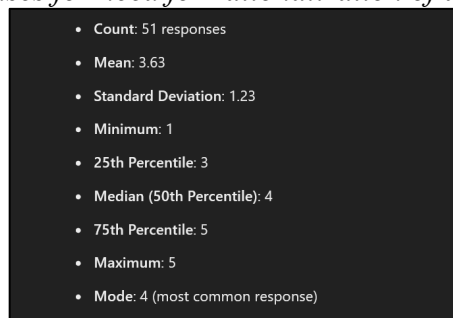 • Count: 51 responses
• Mean: 3.63
• Standard Deviation: 1.23
• Minimum: 1
• 25th Percentile: 3
• Median (50th Percentile): 4
• 75th Percentile: 5
• Maximum: 5
• Mode: 4 (most common response)